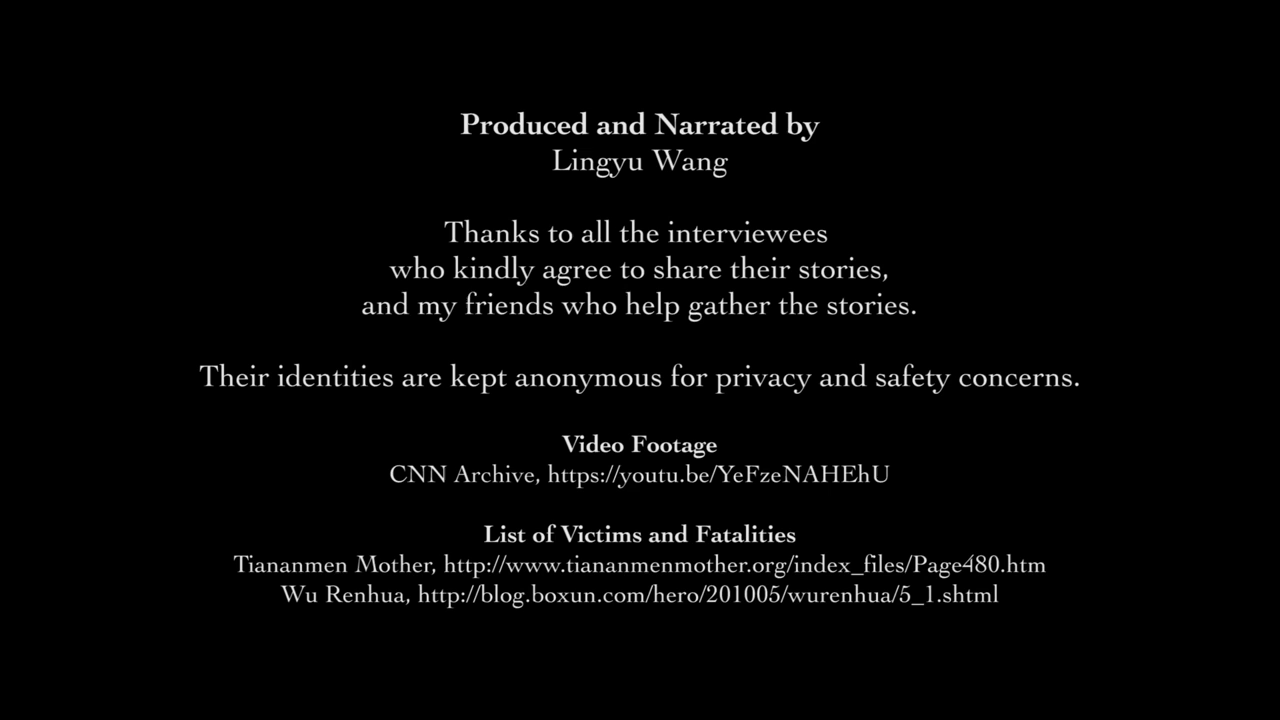 Produced and Narrated by
Lingyu Wang
Thanks to all the interviewees
who kindly agree to share their stories,
and my friends who help gather the stories.
Their identities are kept anonymous for privacy and safety concerns.
Video Footage
CNN Archive, https://youtu.be/YeFzeNAHEhU
List of Victims and Fatalities
Tiananmen Mother, http://www.tiananmenmother.org/index_files/Page480.htm
Wu Renhua, http://blog.boxun.com/hero/201005/wurenhua/5_1.shtml